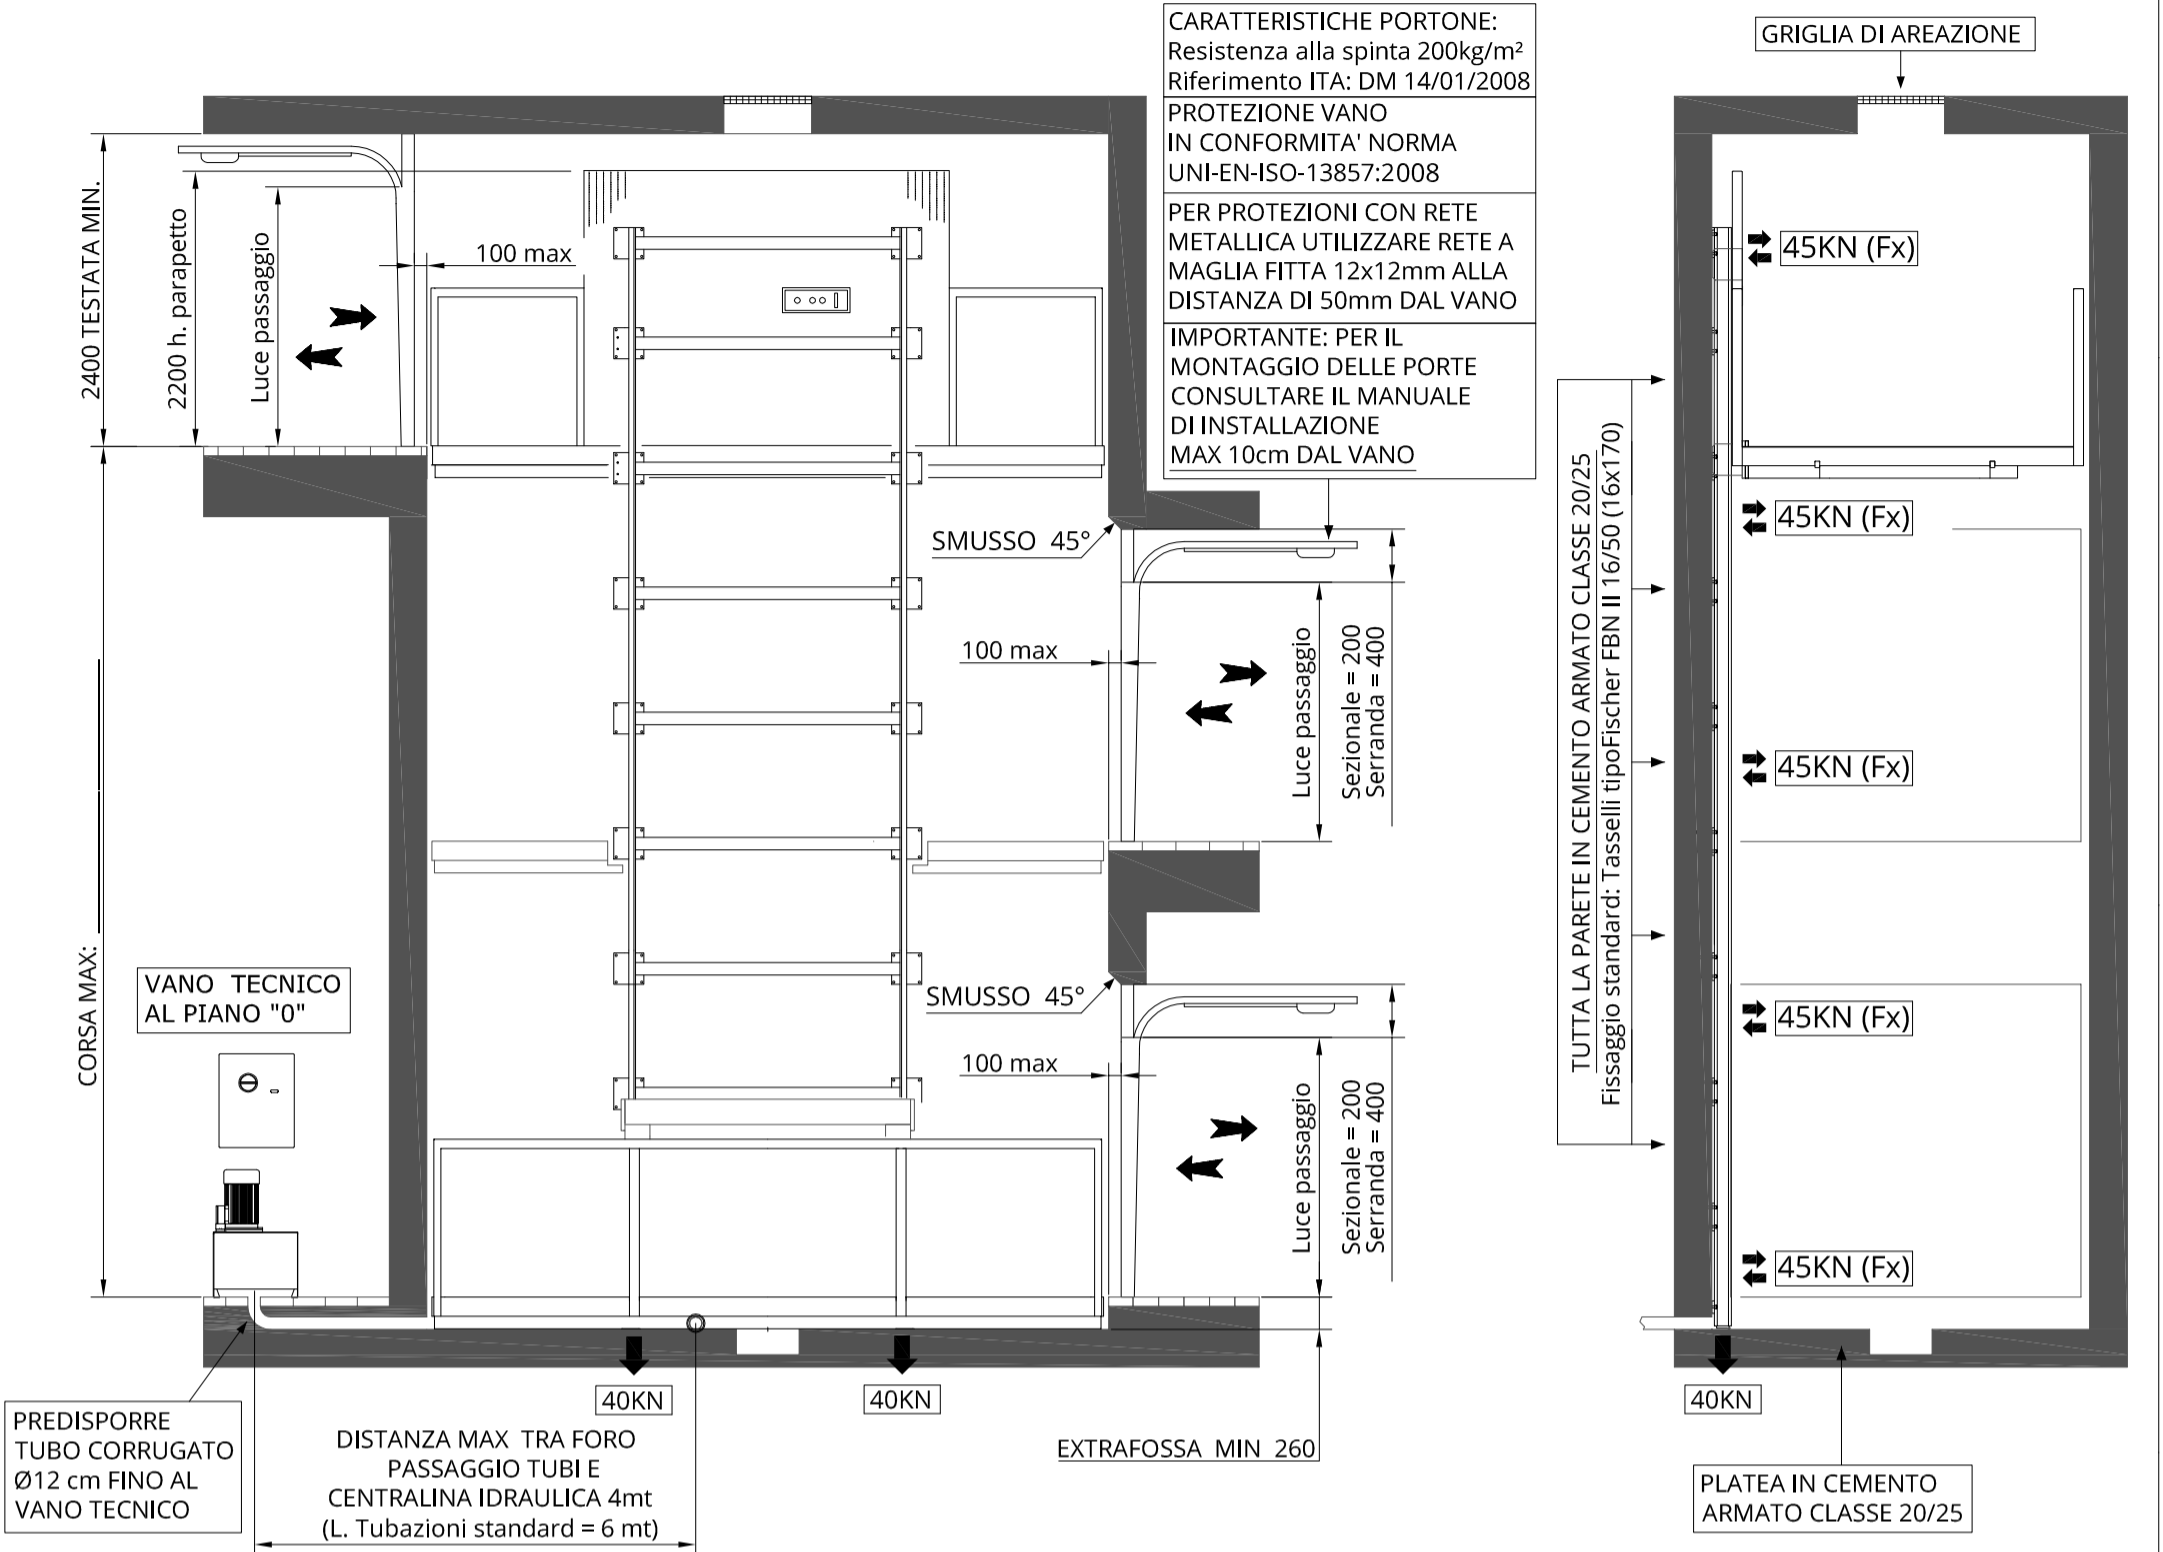 CARATTERISTICHE PORTONE:
Resistenza alla spinta 200kg/m²
Riferimento ITA: DM 14/01/2008
PROTEZIONE VANO
IN CONFORMITA' NORMA
UNI-EN-ISO-13857:2008
PER PROTEZIONI CON RETE
METALLICA UTILIZZARE RETE A
MAGLIA FITTA 12x12mm ALLA
DISTANZA DI 50mm DAL VANO
IMPORTANTE: PER IL
MONTAGGIO DELLE PORTE
CONSULTARE IL MANUALE
DI INSTALLAZIONE
MAX 10cm DAL VANO
GRIGLIA DI AREAZIONE
2400 TESTATA MIN.
2200 h. parapetto
Luce passaggio
100 max
SMUSSO 45°
100 max
Luce passaggio
Sezionale = 200
Serranda = 400
CORSA MAX:
VANO TECNICO
AL PIANO "0"
SMUSSO 45°
100 max
Luce passaggio
Sezionale = 200
Serranda = 400
TUTTA LA PARETE IN CEMENTO ARMATO CLASSE 20/25
Fissaggio standard: Tasselli tipoFischer FBN II 16/50 (16x170)
45KN (Fx)
45KN (Fx)
45KN (Fx)
45KN (Fx)
45KN (Fx)
40KN
40KN
40KN
PREDISPORRE
TUBO CORRUGATO
Ø12 cm FINO AL
VANO TECNICO
DISTANZA MAX TRA FORO
PASSAGGIO TUBI E
CENTRALINA IDRAULICA 4mt
(L. Tubazioni standard = 6 mt)
EXTRAFOSSA MIN 260
PLATEA IN CEMENTO
ARMATO CLASSE 20/25